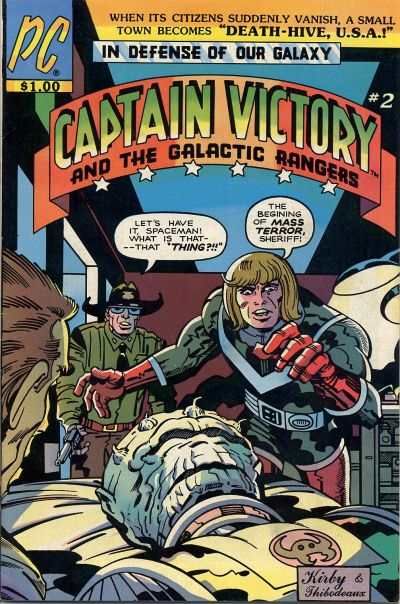 PC®
$1.00
WHEN ITS CITIZENS SUDDENLY VANISH, A SMALL
TOWN BECOMES "DEATH-HIVE, U.S.A.!"
IN DEFENSE OF OUR GALAXY
CAPTAIN VICTORY
#2
AND THE GALACTIC RANGERS™
LET'S HAVE
IT, SPACEMAN!
WHAT IS THAT--
--THAT "THING?!!"
THE
BEGINING
OF MASS
TERROR,
SHERIFF!
Kirby &
Thibodeaux